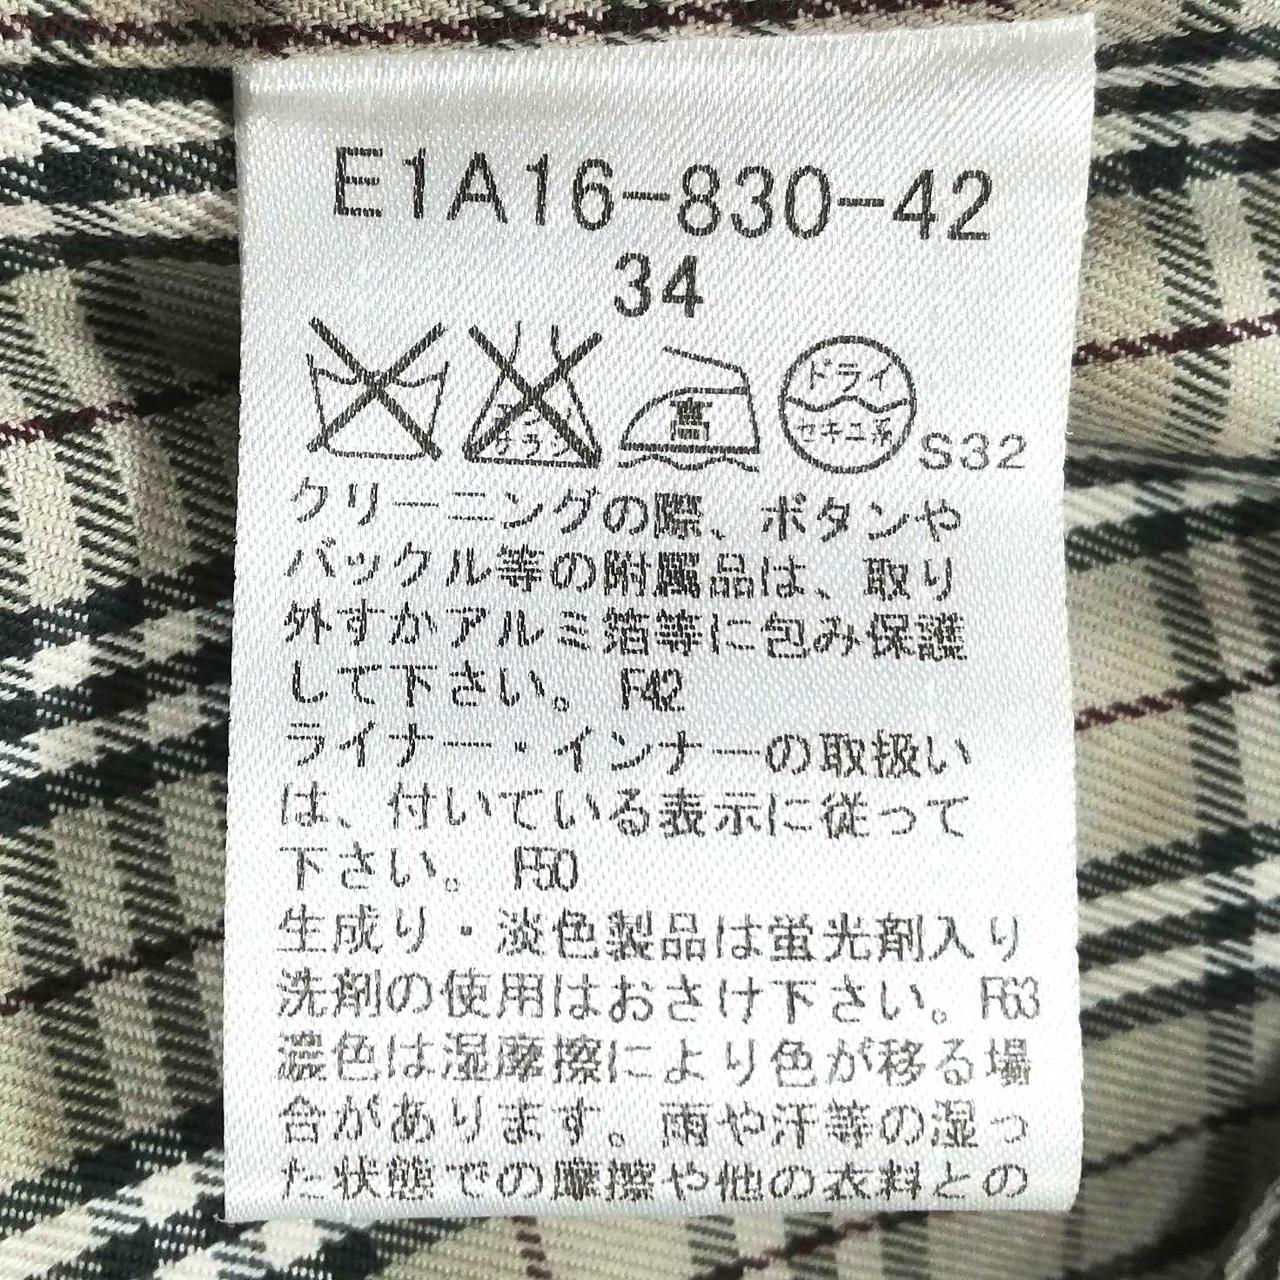 E1A16-830-42
34
エンソ
サラシ
高
ドライ
セキユ系
S32
クリーニングの際、ボタンや
バックル等の附属品は、取り
外すかアルミ箔等に包み保護
して下さい。 F42
ライナー・インナーの取扱い
は、付いている表示に従って
下さい。 F50
生成り・淡色製品は蛍光剤入り
洗剤の使用はおさけ下さい。F63
濃色は湿摩擦により色が移る場
合があります。雨や汗等の湿っ
た状態での摩擦や他の衣料との